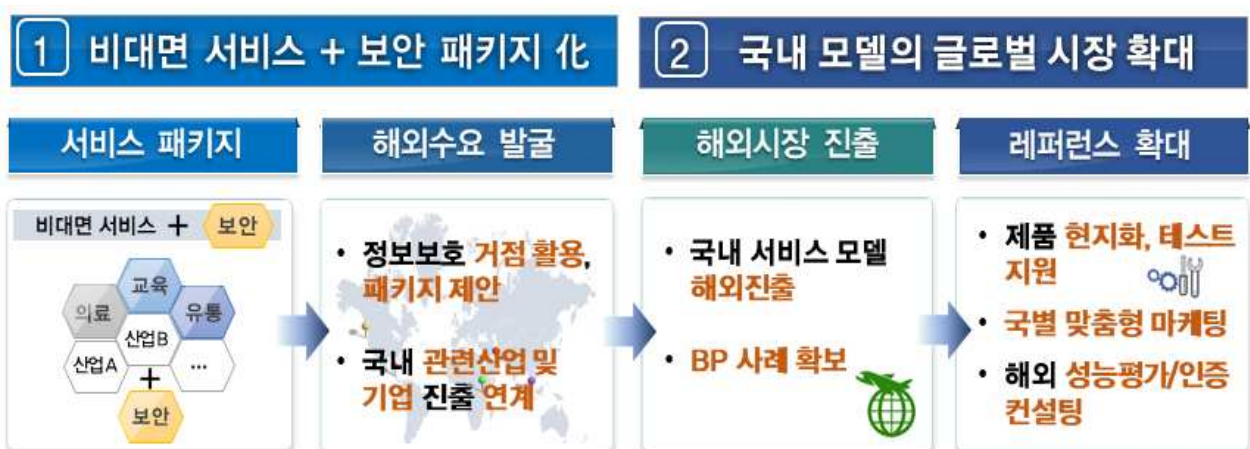 1 비대면 서비스 + 보안 패키지 化
2 국내 모델의 글로벌 시장 확대
서비스 패키지
해외수요 발굴
해외시장 진출
레퍼런스 확대
비대면 서비스 + 보안
교육
의료
유통
산업B
산업A
...
+
보안
• 정보보호 거점 활용,
패키지 제안
• 국내 관련산업 및
기업 진출 연계
• 국내 서비스 모델
해외진출
• BP 사례 확보
• 제품 현지화, 테스트
지원
• 국별 맞춤형 마케팅
• 해외 성능평가/인증
컨설팅